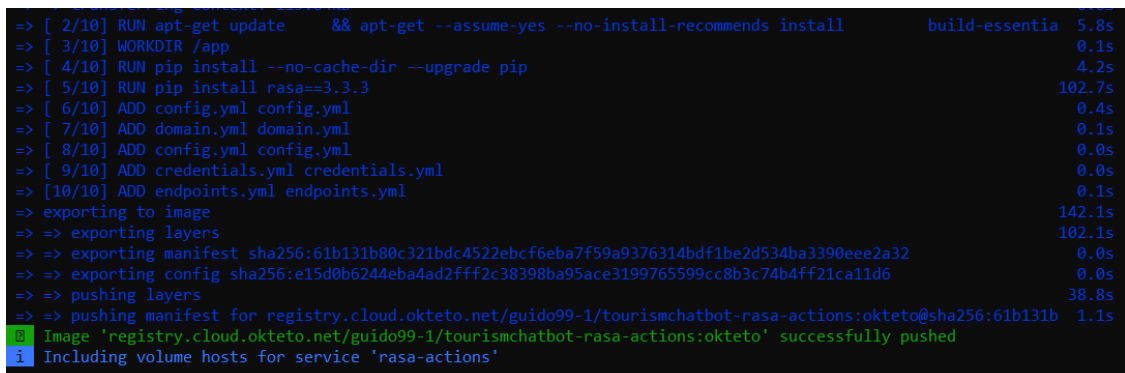 => [ 2/10] RUN apt-get update     && apt-get --assume-yes --no-install-recommends install         build-essentia  5.8s
=> [ 3/10] WORKDIR /app 0.1s
=> [ 4/10] RUN pip install --no-cache-dir --upgrade pip 4.2s
=> [ 5/10] RUN pip install rasa==3.3.3 102.7s
=> [ 6/10] ADD config.yml config.yml 0.4s
=> [ 7/10] ADD domain.yml domain.yml 0.1s
=> [ 8/10] ADD config.yml config.yml 0.0s
=> [ 9/10] ADD credentials.yml credentials.yml 0.0s
=> [10/10] ADD endpoints.yml endpoints.yml 0.1s
=> exporting to image 142.1s
=> => exporting layers 102.1s
=> => exporting manifest sha256:61b131b80c321bdc4522ebcf6eba7f59a9376314bdf1be2d534ba3390eee2a32 0.0s
=> => exporting config sha256:e15d0b6244eba4ad2fff2c38398ba95ace3199765599cc8b3c74b4ff21ca11d6 0.0s
=> => pushing layers 38.8s
=> => pushing manifest for registry.cloud.okteto.net/guido99-1/tourismchatbot-rasa-actions:okteto@sha256:61b131b 1.1s
Image 'registry.cloud.okteto.net/guido99-1/tourismchatbot-rasa-actions:okteto' successfully pushed
i Including volume hosts for service 'rasa-actions'